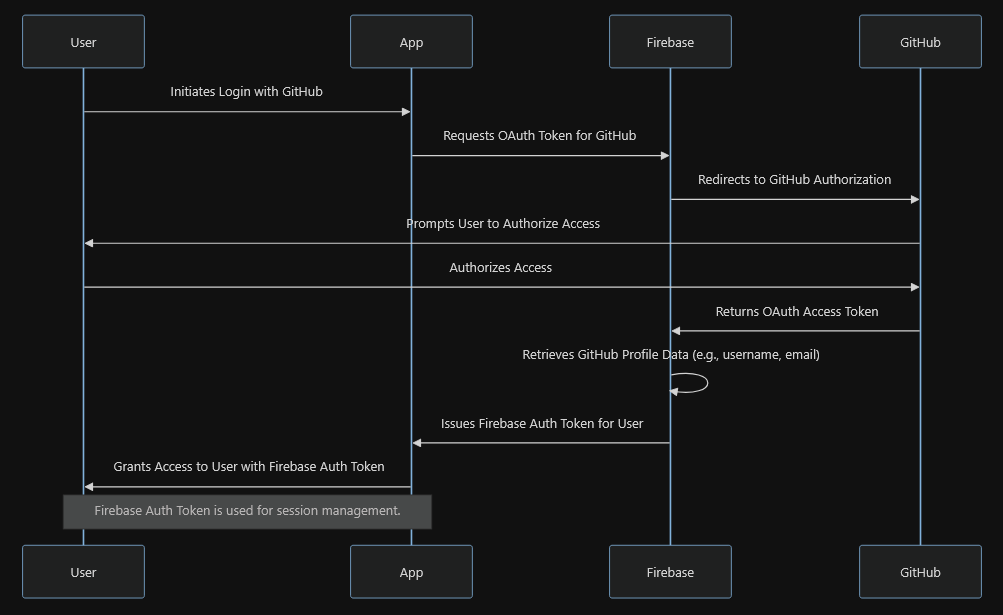 User
App
Firebase
GitHub
Initiates Login with GitHub
Requests OAuth Token for GitHub
Redirects to GitHub Authorization
Prompts User to Authorize Access
Authorizes Access
Returns OAuth Access Token
Retrieves GitHub Profile Data (e.g., username, email)
Issues Firebase Auth Token for User
Grants Access to User with Firebase Auth Token
Firebase Auth Token is used for session management.
User
App
Firebase
GitHub